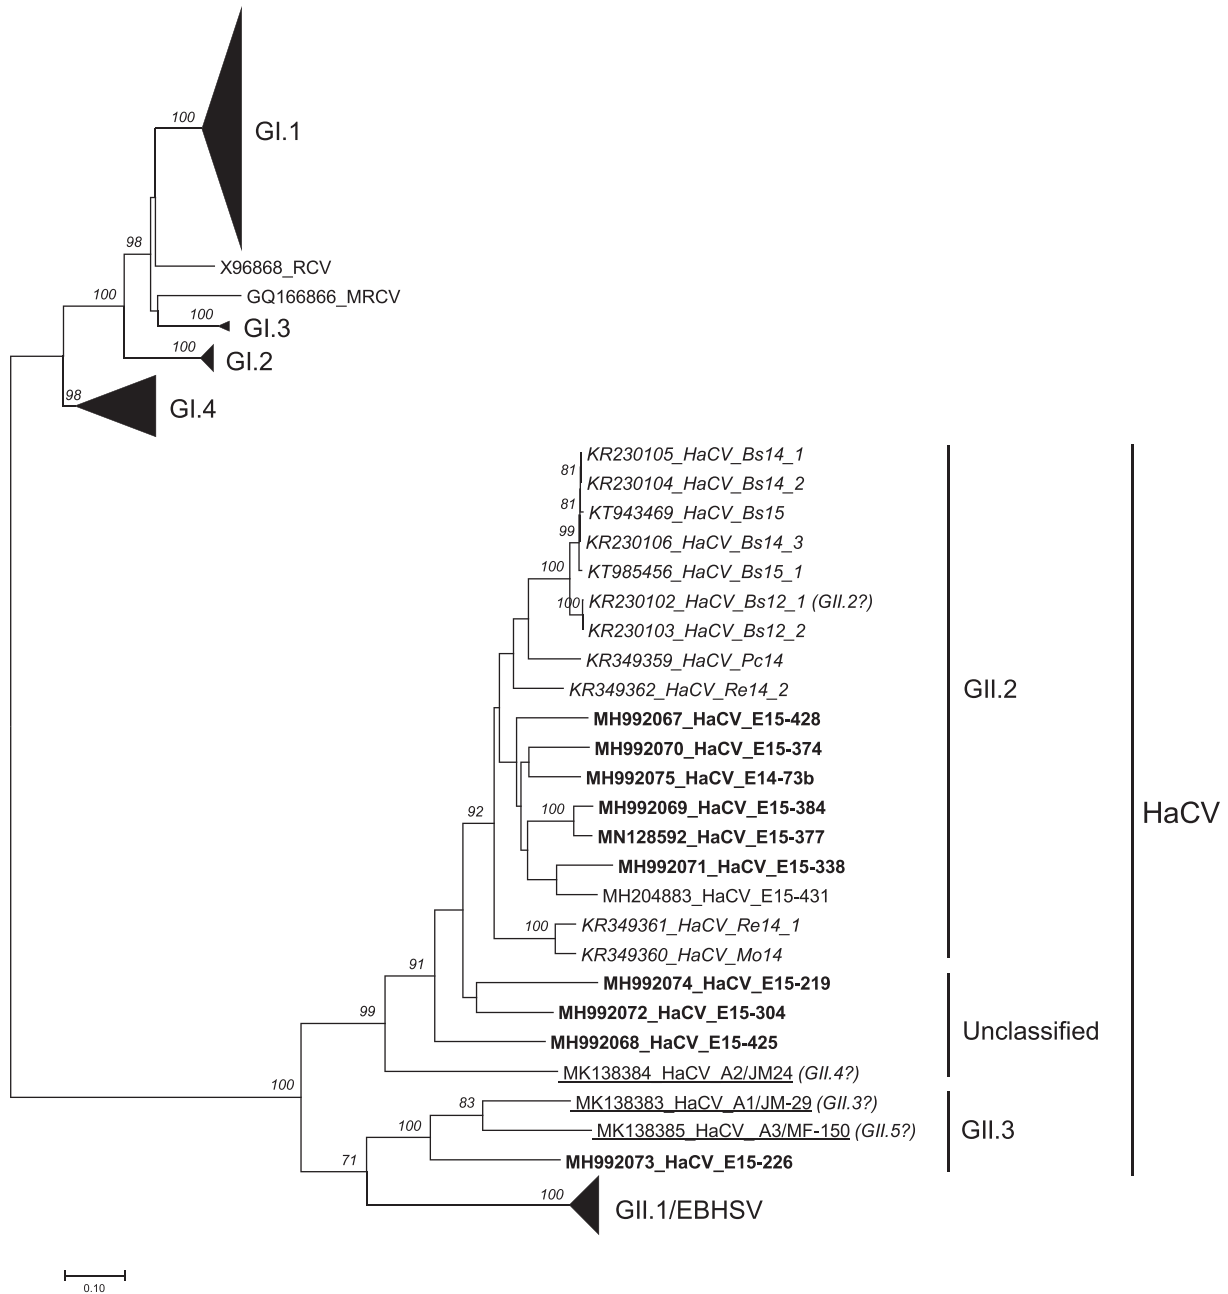 100
GI.1
98
X96868_RCV
GQ166866_MRCV
100
100
GI.3
100
GI.2
98
GI.4
KR230105_HaCV_Bs14_1
81
KR230104_HaCV_Bs14_2
81
KT943469_HaCV_Bs15
99
KR230106_HaCV_Bs14_3
100
KT985456_HaCV_Bs15_1
100
KR230102_HaCV_Bs12_1 (GII.2?)
KR230103_HaCV_Bs12_2
KR349359_HaCV_Pc14
KR349362_HaCV_Re14_2
GII.2
MH992067_HaCV_E15-428
MH992070_HaCV_E15-374
MH992075_HaCV_E14-73b
100
MH992069_HaCV_E15-384
92
HaCV
MN128592_HaCV_E15-377
MH992071_HaCV_E15-338
MH204883_HaCV_E15-431
100
KR349361_HaCV_Re14_1
KR349360_HaCV_Mo14
91
MH992074_HaCV_E15-219
99
MH992072_HaCV_E15-304
Unclassified
MH992068_HaCV_E15-425
MK138384_HaCV_A2/JM24 (GII.4?)
100
83
MK138383_HaCV_A1/JM-29 (GII.3?)
100
MK138385_HaCV_A3/MF-150 (GII.5?)
GII.3
71
MH992073_HaCV_E15-226
100
GII.1/EBHSV
0.10